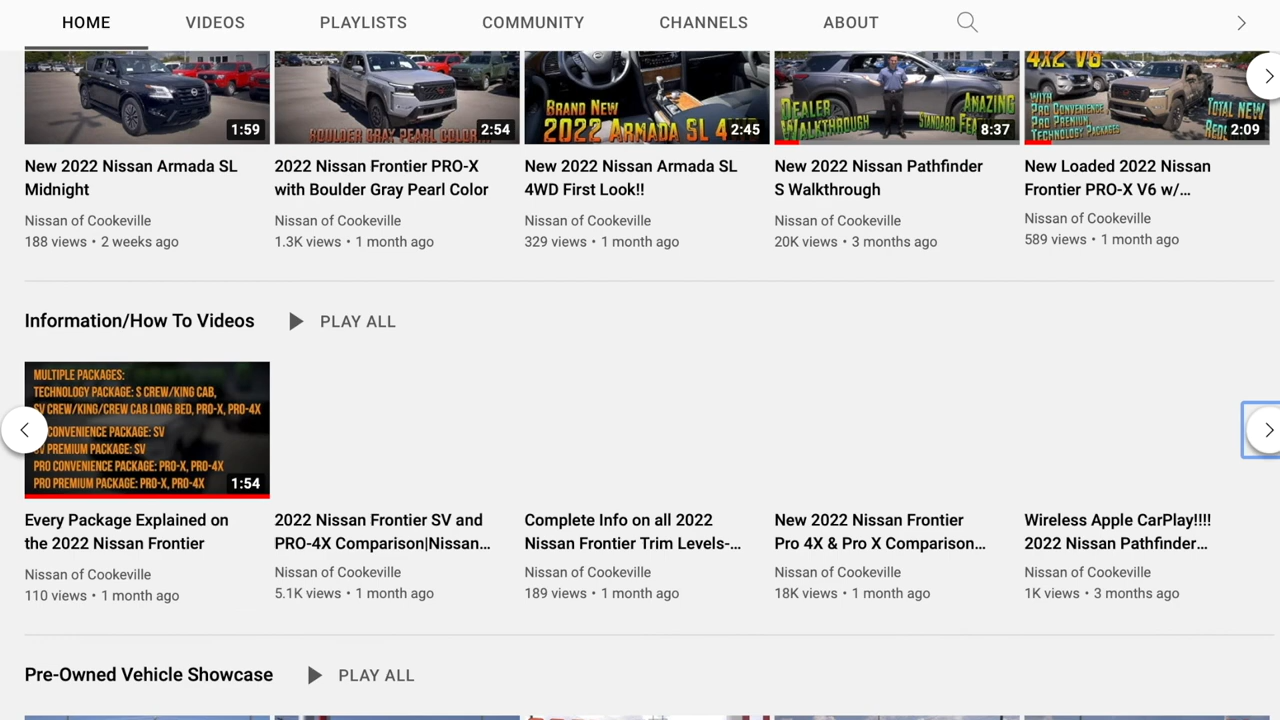 HOME VIDEOS PLAYLISTS COMMUNITY CHANNELS ABOUT
1:59
BOULDER GRAY PEARL COLOR
2:54
BRAND NEW
2022 ARMADA SL 4
2:45
DEALER
WALKTHROUGH
AMAZING
STANDARD FEA
8:37
4X2 V6
WITH
PRO CONVENIENCE
PREMIUM
TECHNOLOGY PACKAGES
TOTAL NEW
2:09
New 2022 Nissan Armada SL
Midnight
Nissan of Cookeville
188 views • 2 weeks ago
2022 Nissan Frontier PRO-X
with Boulder Gray Pearl Color
Nissan of Cookeville
1.3K views • 1 month ago
New 2022 Nissan Armada SL
4WD First Look!!
Nissan of Cookeville
329 views • 1 month ago
New 2022 Nissan Pathfinder
S Walkthrough
Nissan of Cookeville
20K views • 3 months ago
New Loaded 2022 Nissan
Frontier PRO-X V6 w/...
Nissan of Cookeville
589 views • 1 month ago
Information/How To Videos PLAY ALL
MULTIPLE PACKAGES:
TECHNOLOGY PACKAGE: S CREW/KING CAB,
SV CREW/KING/CREW CAB LONG BED, PRO-X, PRO-4X
CONVENIENCE PACKAGE: SV
SV PREMIUM PACKAGE: SV
PRO CONVENIENCE PACKAGE: PRO-X, PRO-4X
PRO PREMIUM PACKAGE: PRO-X, PRO-4X
1:54
Every Package Explained on
the 2022 Nissan Frontier
Nissan of Cookeville
110 views • 1 month ago
2022 Nissan Frontier SV and
PRO-4X Comparison|Nissan...
Nissan of Cookeville
5.1K views • 1 month ago
Complete Info on all 2022
Nissan Frontier Trim Levels-...
Nissan of Cookeville
189 views • 1 month ago
New 2022 Nissan Frontier
Pro 4X & Pro X Comparison...
Nissan of Cookeville
18K views • 1 month ago
Wireless Apple CarPlay!!!!
2022 Nissan Pathfinder...
Nissan of Cookeville
1K views • 3 months ago
Pre-Owned Vehicle Showcase PLAY ALL